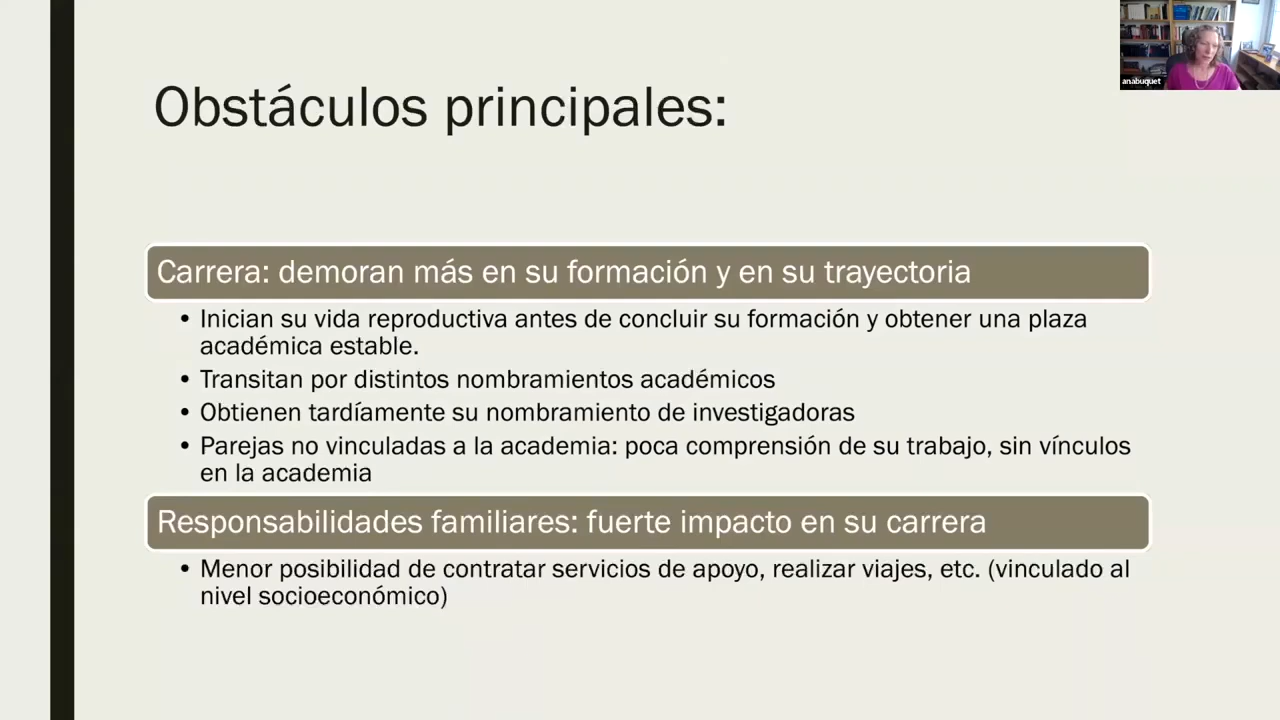 anabuquet
Obstáculos principales:
Carrera: demoran más en su formación y en su trayectoria
• Inician su vida reproductiva antes de concluir su formación y obtener una plaza
académica estable.
• Transitan por distintos nombramientos académicos
• Obtienen tardíamente su nombramiento de investigadoras
• Parejas no vinculadas a la academia: poca comprensión de su trabajo, sin vínculos
en la academia
Responsabilidades familiares: fuerte impacto en su carrera
• Menor posibilidad de contratar servicios de apoyo, realizar viajes, etc. (vinculado al
nivel socioeconómico)